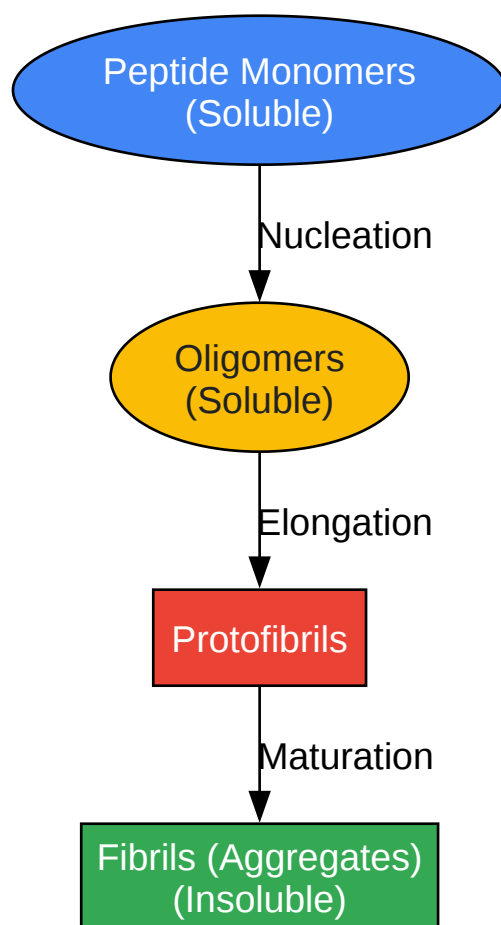 Peptide Monomers
(Soluble)
Nucleation
Oligomers
(Soluble)
Elongation
Protofibrils
Maturation
Fibrils (Aggregates)
(Insoluble)